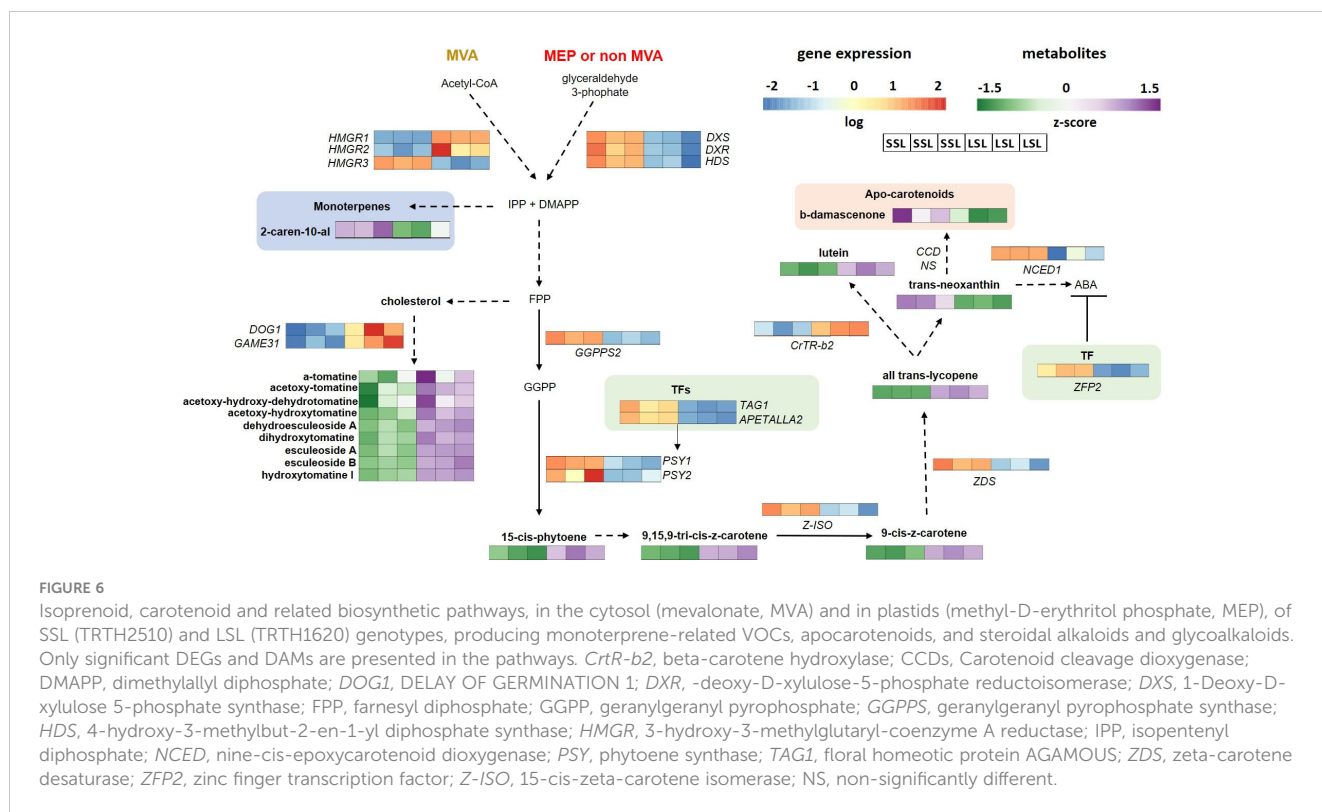 MVA
MEP or non MVA
gene expression
metabolites
Acetyl-CoA
glyceraldehyde
3-phophate
-2 -1 0 1 2
log
-1.5 0 1.5
z-score
SSL SSL SSL LSL LSL LSL
HMGR1
HMGR2
HMGR3
DXS
DXR
HDS
IPP + DMAPP
Monoterpenes
2-caren-10-al
Apo-carotenoids
b-damascenone
lutein
CCD
NS
NCED1
trans-neoxanthin
ABA
cholesterol
FPP
DOG1
GAME31
GGPPS2
CrTR-b2
TF
ZFP2
all trans-lycopene
GGPP
TFs
TAG1
APETALLA2
a-tomatine
acetoxy-tomatine
acetoxy-hydroxy-dehydrotomatine
acetoxy-hydroxytomatine
dehydroesculeoside A
dihydroxytomatine
esculeoside A
esculeoside B
hydroxytomatine I
PSY1
PSY2
ZDS
Z-ISO
15-cis-phytoene
9,15,9-tri-cis-z-carotene
9-cis-z-carotene
FIGURE 6
Isoprenoid, carotenoid and related biosynthetic pathways, in the cytosol (mevalonate, MVA) and in plastids (methyl-D-erythritol phosphate, MEP), of
SSL (TRTH2510) and LSL (TRTH1620) genotypes, producing monoterprene-related VOCs, apocarotenoids, and steroidal alkaloids and glycoalkaloids.
Only significant DEGs and DAMs are presented in the pathways. CrtR-b2, beta-carotene hydroxylase; CCDs, Carotenoid cleavage dioxygenase;
DMAPP, dimethylallyl diphosphate; DOG1, DELAY OF GERMINATION 1; DXR, -deoxy-D-xylulose-5-phosphate reductoisomerase; DXS, 1-Deoxy-D-
xylulose 5-phosphate synthase; FPP, farnesyl diphosphate; GGPP, geranylgeranyl pyrophosphate; GGPPS, geranylgeranyl pyrophosphate synthase;
HDS, 4-hydroxy-3-methylbut-2-en-1-yl diphosphate synthase; HMGR, 3-hydroxy-3-methylglutaryl-coenzyme A reductase; IPP, isopentenyl
diphosphate; NCED, nine-cis-epoxycarotenoid dioxygenase; PSY, phytoene synthase; TAG1, floral homeotic protein AGAMOUS; ZDS, zeta-carotene
desaturase; ZFP2, zinc finger transcription factor; Z-ISO, 15-cis-zeta-carotene isomerase; NS, non-significantly different.